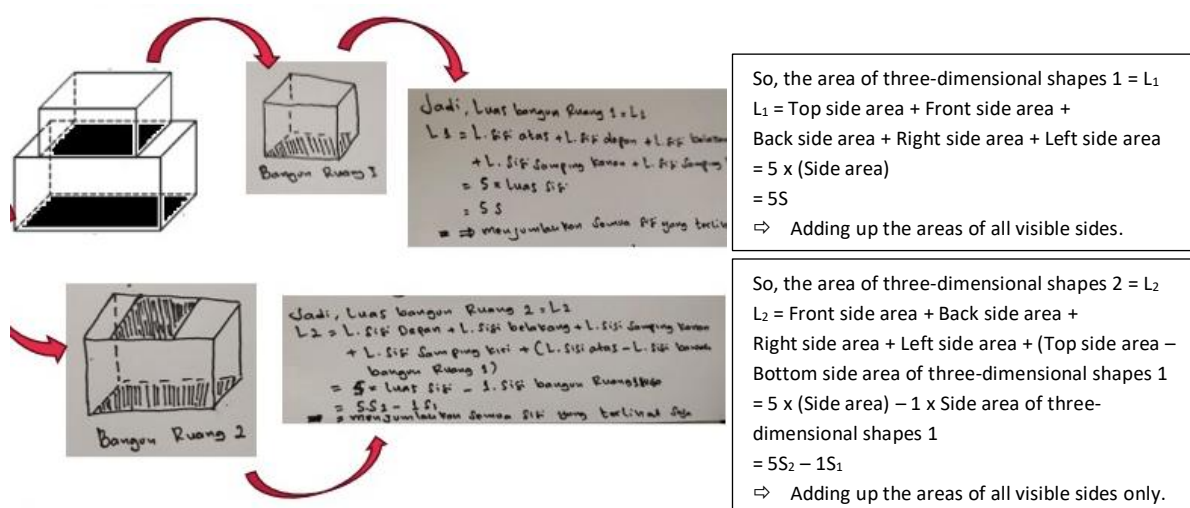 Bangun Ruang 1
Jadi, Luas bangun Ruang 1 = L1
L1 = L. sisi atas + L. sisi depan + L. sisi
+ L. sisi samping kanan + L. sisi samping
= 5 x luas sisi
= 5 S
= ⇒ menjumlahkan semua sisi yang
So, the area of three-dimensional shapes 1 = L₁
L₁ = Top side area + Front side area +
Back side area + Right side area + Left side area
= 5 x (Side area)
= 5S
⇨ Adding up the areas of all visible sides.
Bangun Ruang 2
Jadi, Luas bangun Ruang 2 = L2
L2 = L. sisi Depan + L. sisi belakang + L. sisi samping kanan
+ L. sisi samping kiri + (L. sisi atas - L. sisi bawah
bangun Ruang 1)
= 5 x luas sisi - 1. sisi bangun Ruang
= 5S2 - 1S1
menjumlahkan semua sisi yang terlihat saja
So, the area of three-dimensional shapes 2 = L₂
L₂ = Front side area + Back side area +
Right side area + Left side area + (Top side area –
Bottom side area of three-dimensional shapes 1
= 5 x (Side area) – 1 x Side area of three-
dimensional shapes 1
= 5S₂ – 1S₁
⇨ Adding up the areas of all visible sides only.